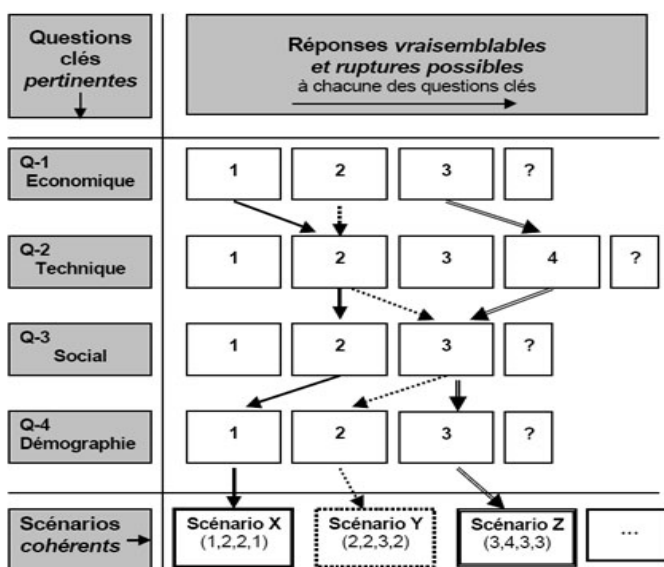 Questions
clés
pertinentes
Réponses vraisemblables
et ruptures possibles
à chacune des questions clés
Q-1
Economique
1
2
3
?
Q-2
Technique
1
2
3
4
?
Q-3
Social
1
2
3
?
Q-4
Démographie
1
2
3
?
Scénarios
cohérents
Scénario X
(1,2,2,1)
Scénario Y
(2,2,3,2)
Scénario Z
(3,4,3,3)
...